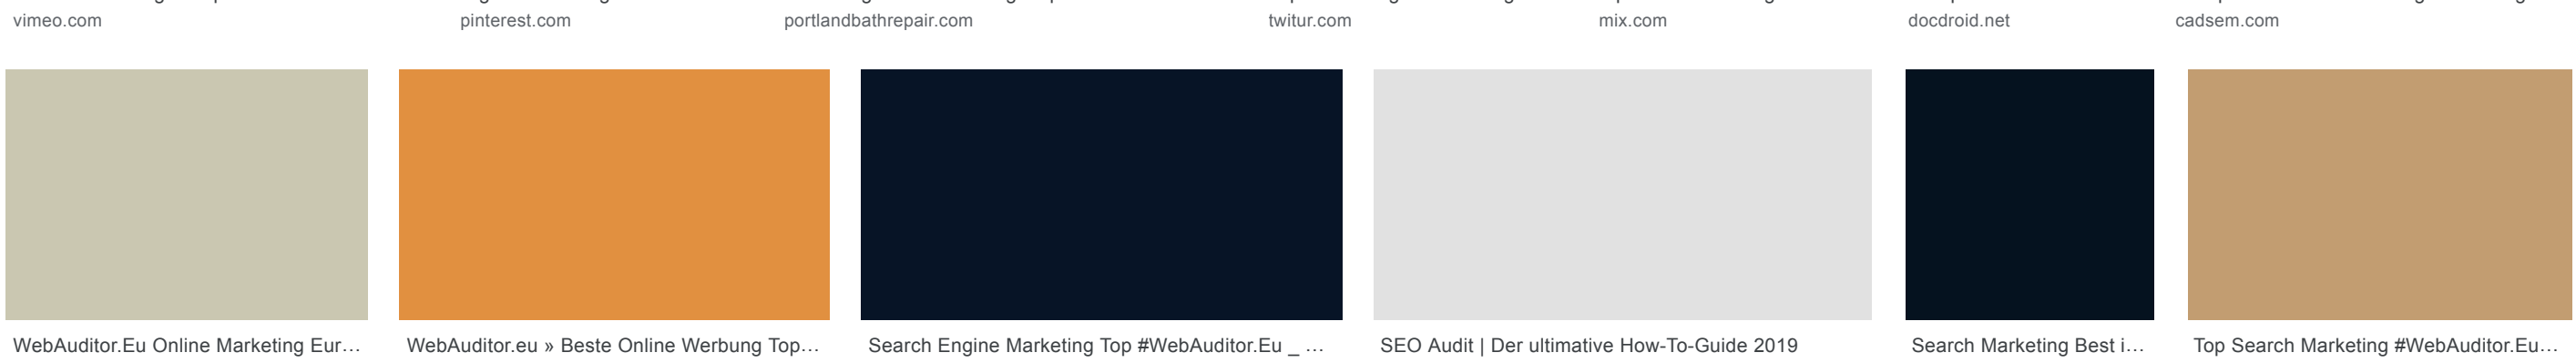 vimeo.com pinterest.com portlandbathrepair.com twitur.com mix.com docdroid.net cadsem.com
WebAuditor.Eu Online Marketing Eur… WebAuditor.eu » Beste Online Werbung Top… Search Engine Marketing Top #WebAuditor.Eu _ … SEO Audit | Der ultimative How-To-Guide 2019 Search Marketing Best i… Top Search Marketing #WebAuditor.Eu…